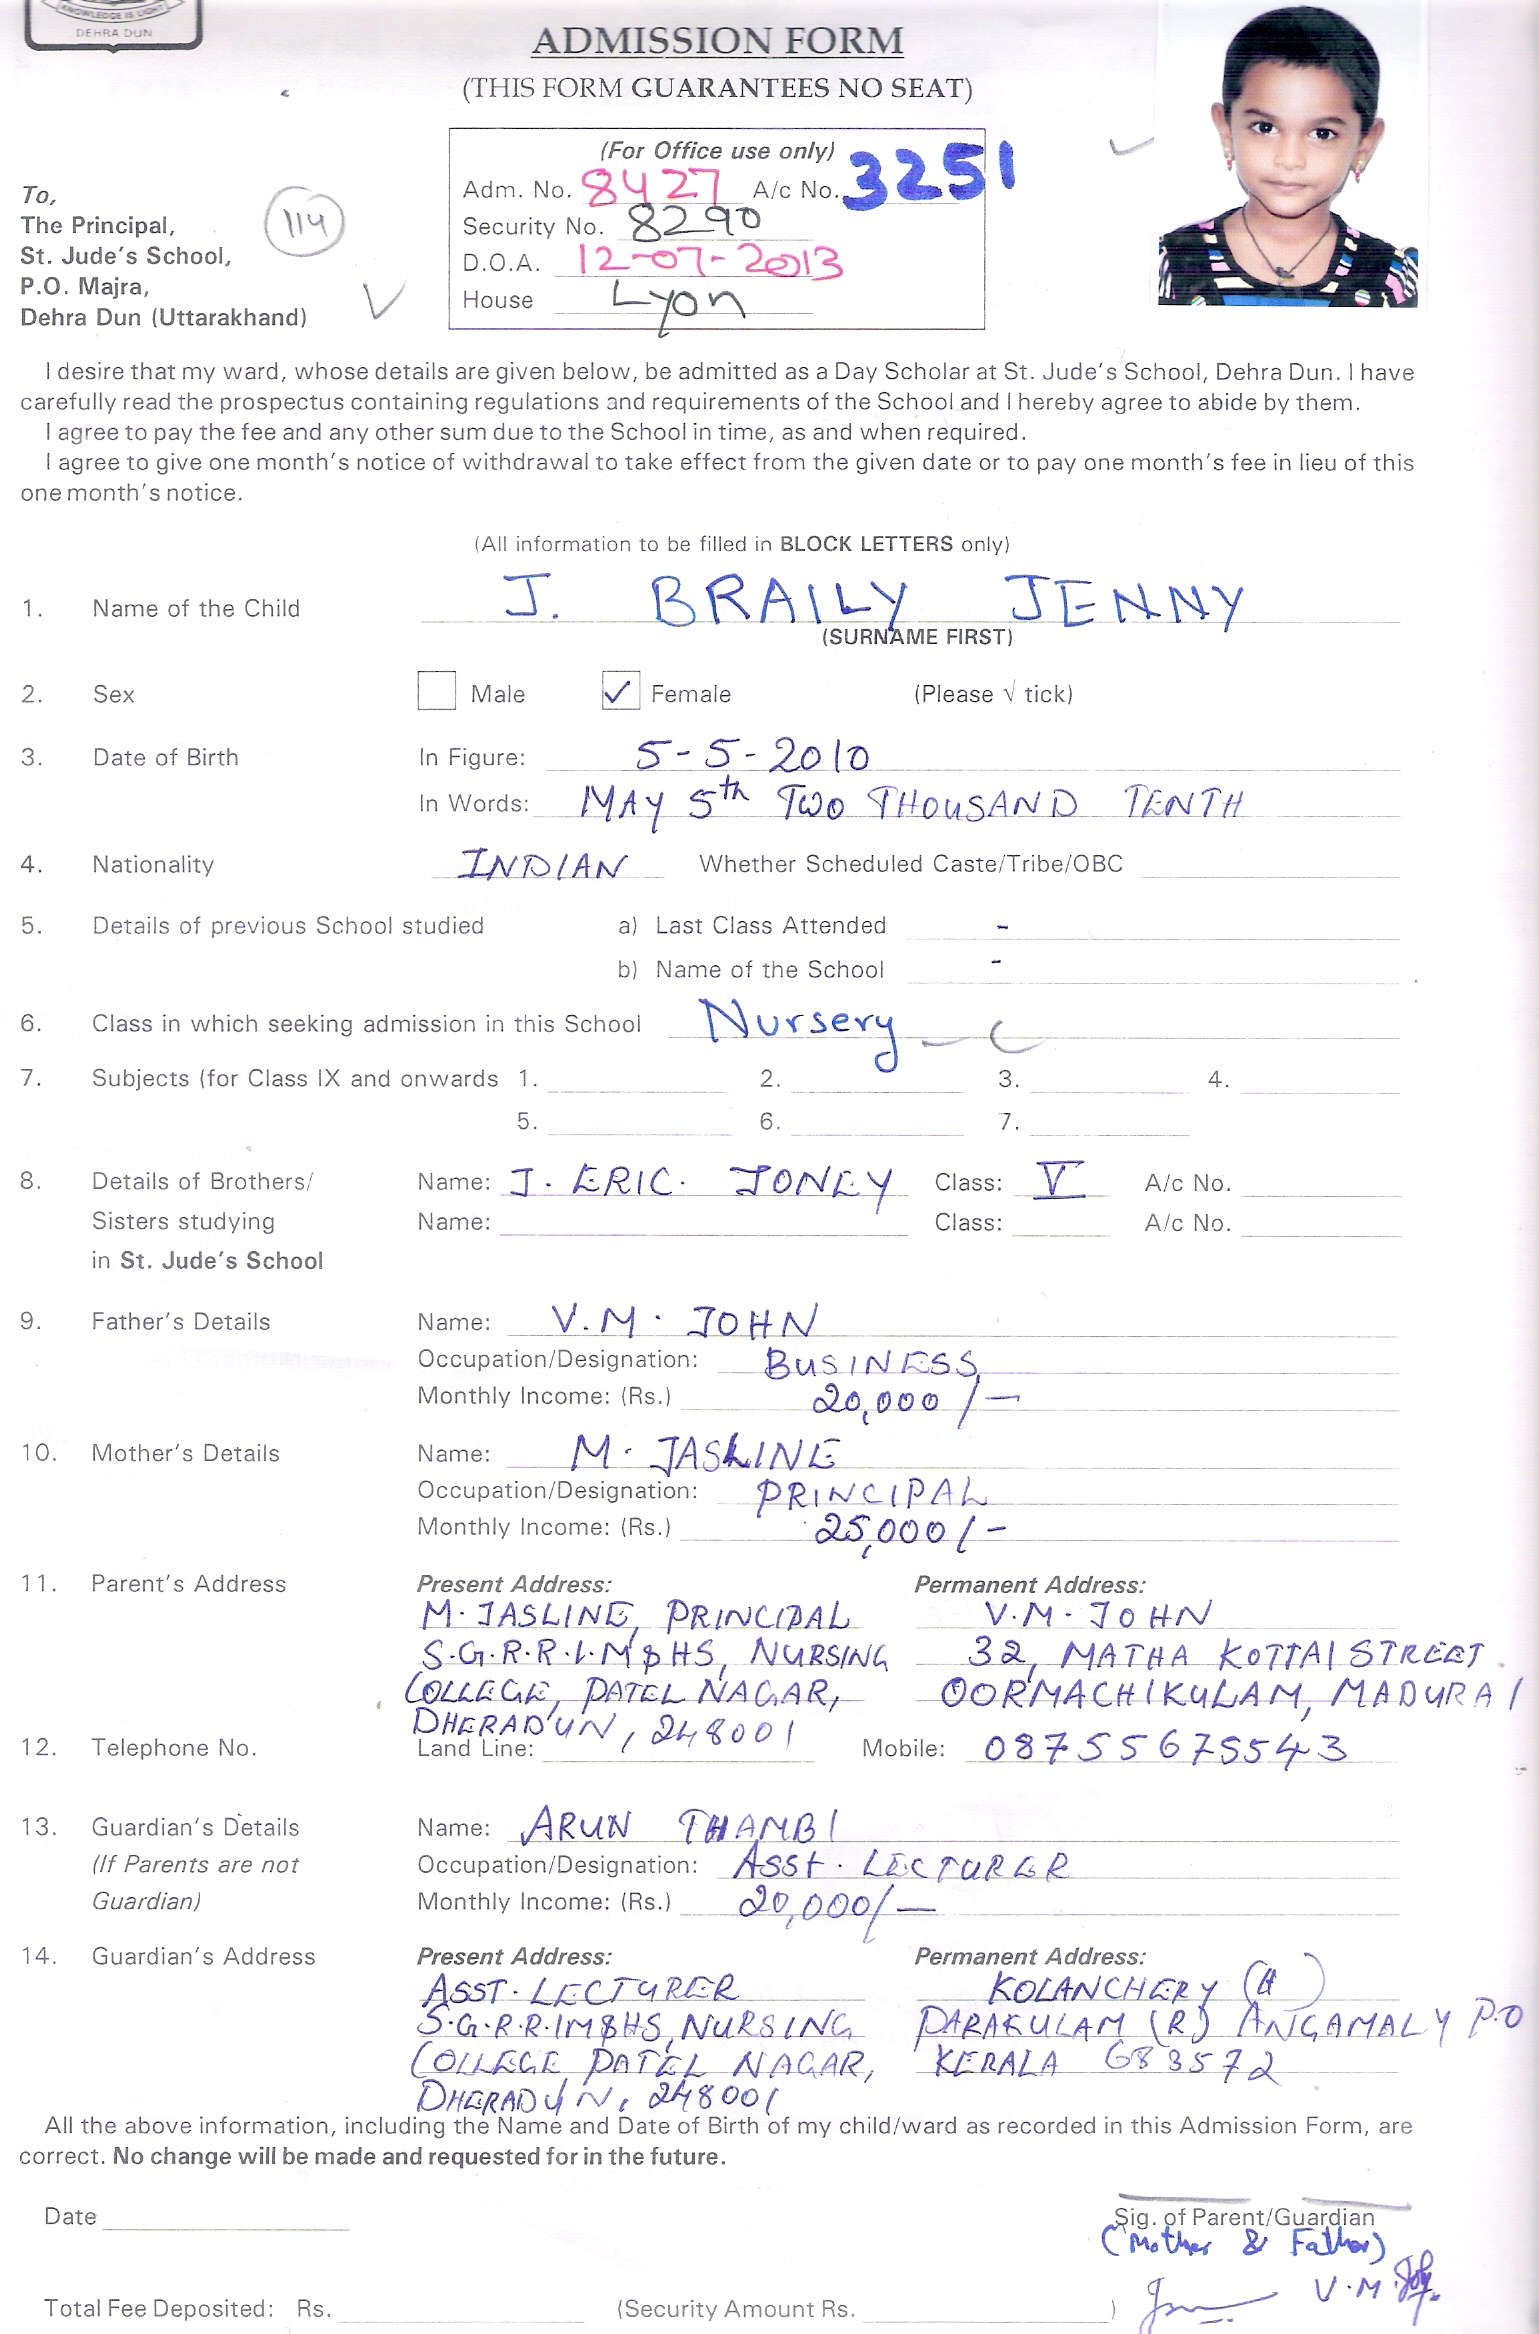 KNOWLEDGE IS LIGHT
DEHRA DUN
ADMISSION FORM
(THIS FORM GUARANTEES NO SEAT)
(For Office use only)
Adm. No. 8427 A/c No. 3251
Security No. 8290
D.O.A. 12-07-2013
House Lyon
To,
The Principal,
St. Jude's School,
P.O. Majra,
Dehra Dun (Uttarakhand)
114
I desire that my ward, whose details are given below, be admitted as a Day Scholar at St. Jude's School, Dehra Dun. I have
carefully read the prospectus containing regulations and requirements of the School and I hereby agree to abide by them.
I agree to pay the fee and any other sum due to the School in time, as and when required.
I agree to give one month's notice of withdrawal to take effect from the given date or to pay one month's fee in lieu of this
one month's notice.
(All information to be filled in BLOCK LETTERS only)
1. Name of the Child J. BRAILY JENNY
(SURNAME FIRST)
2. Sex Male ✓ Female (Please √ tick)
3. Date of Birth In Figure: 5-5-2010
In Words: MAY 5th TWO THOUSAND TENTH
4. Nationality INDIAN Whether Scheduled Caste/Tribe/OBC
5. Details of previous School studied a) Last Class Attended -
b) Name of the School -
6. Class in which seeking admission in this School Nursery
7. Subjects (for Class IX and onwards 1. 2. 3. 4.
5. 6. 7.
8. Details of Brothers/ Name: J. ERIC. JONEY Class: V A/c No.
Sisters studying Name: Class: A/c No.
in St. Jude's School
9. Father's Details Name: V.M. JOHN
Occupation/Designation: BUSINESS
Monthly Income: (Rs.) 20,000/-
10. Mother's Details Name: M. JASLINE
Occupation/Designation: PRINCIPAL
Monthly Income: (Rs.) 25,000/-
11. Parent's Address Present Address: Permanent Address:
M. JASLINE, PRINCIPAL V.M. JOHN
S.G.R.R.I.M$HS, NURSING 32, MATHA KOTTAI STREET.
COLLEGE, PATEL NAGAR, OORMACHIKULAM, MADURAI
DHERADUN, 248001
12. Telephone No. Land Line: Mobile: 08755675543
13. Guardian's Details Name: ARUN THAMBI
(If Parents are not Occupation/Designation: ASSt. LECTURER
Guardian) Monthly Income: (Rs.) 20,000/-
14. Guardian's Address Present Address: Permanent Address:
ASST. LECTURER KOLANCHERY (H)
S.G.R.R.IM$HS, NURSING PARAKULAM (R) ANGAMALY P.O
COLLEGE PATEL NAGAR, KERALA 683572
DHERADUN, 248001
All the above information, including the Name and Date of Birth of my child/ward as recorded in this Admission Form, are
correct. No change will be made and requested for in the future.
Date Sig. of Parent/Guardian
(Mother & Father)
V.M.
Total Fee Deposited: Rs. (Security Amount Rs. )